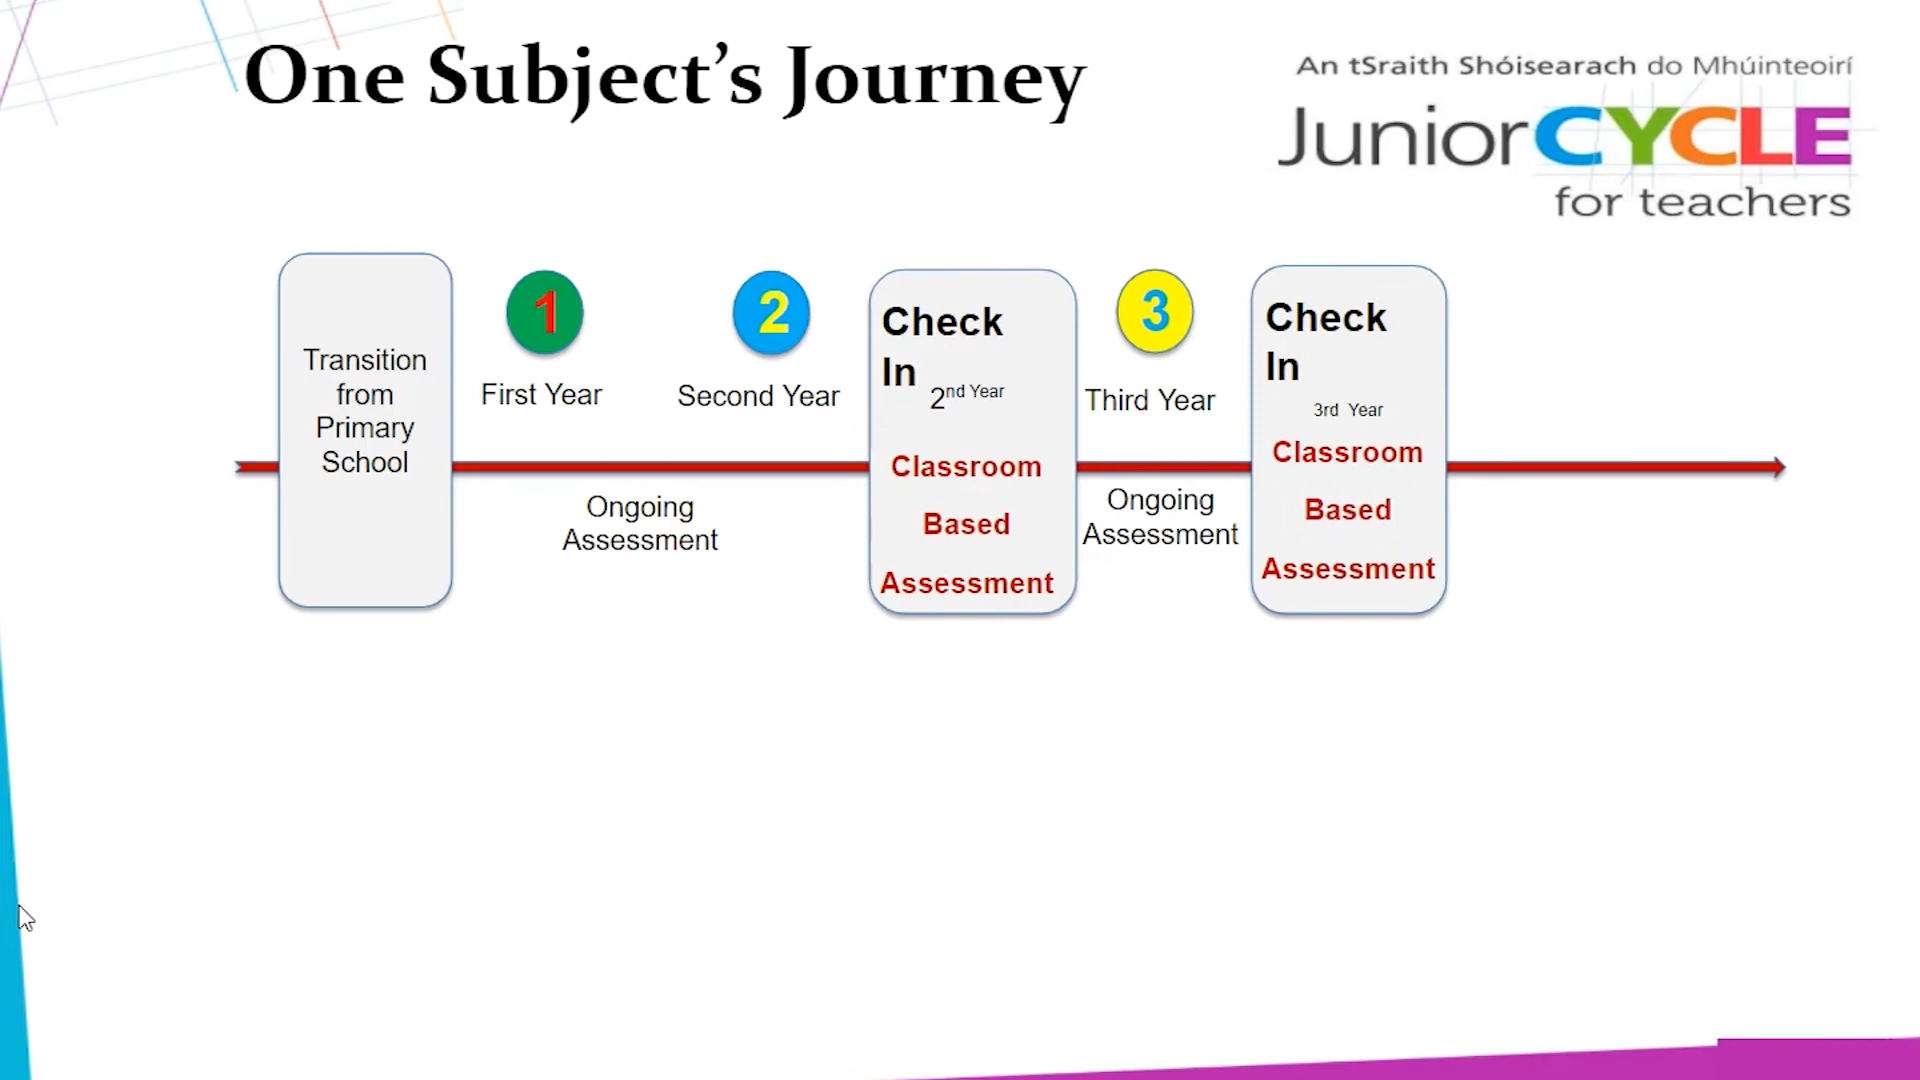 One Subject’s Journey
An tSraith Shóisearach do Mhúinteoirí
JuniorCYCLE
for teachers
Transition
from
Primary
School
1
First Year
2
Second Year
Ongoing
Assessment
Check
In
2nd Year
Classroom
Based
Assessment
3
Third Year
Ongoing
Assessment
Check
In
3rd Year
Classroom
Based
Assessment